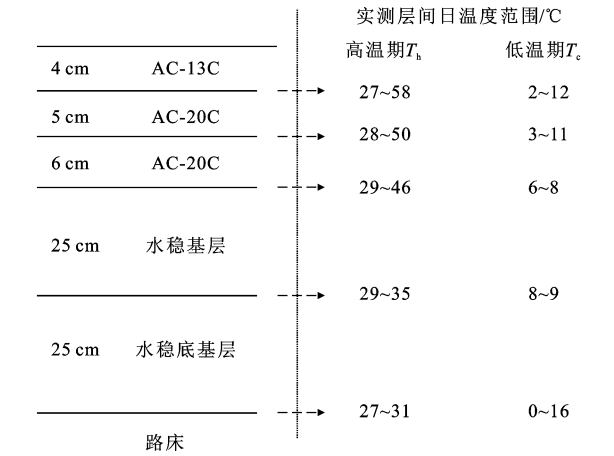 实测层间日温度范围/℃
高温期Th 低温期Tc
4 cm AC-13C
27~58 2~12
5 cm AC-20C
28~50 3~11
6 cm AC-20C
29~46 6~8
25 cm 水稳基层
29~35 8~9
25 cm 水稳底基层
27~31 0~16
路床